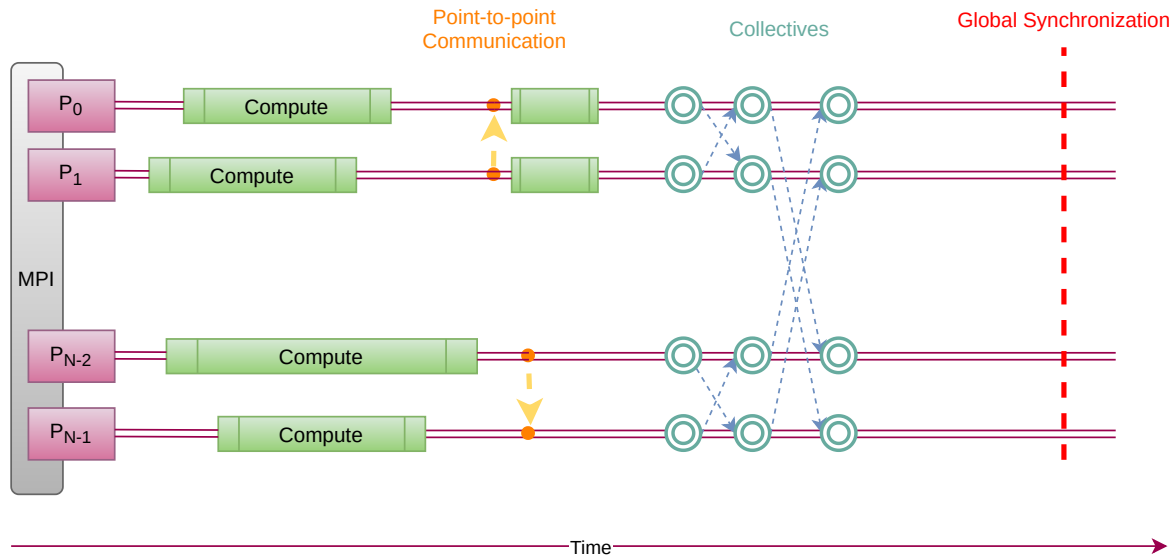 Point-to-point
Communication
Collectives
Global Synchronization
P0
Compute
P1
Compute
MPI
PN-2
Compute
PN-1
Compute
Time